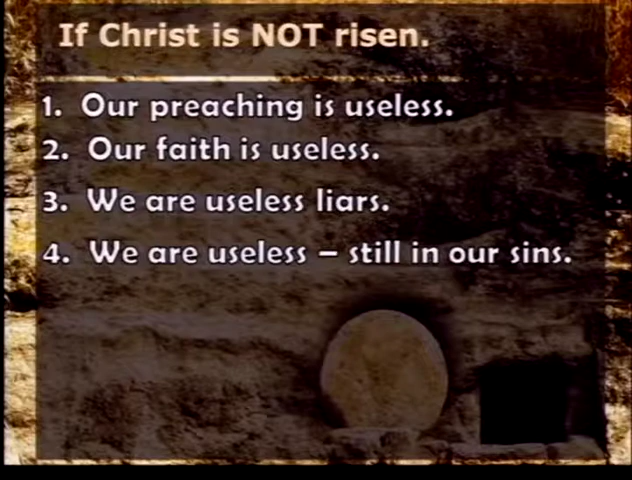 If Christ is NOT risen.
1. Our preaching is useless.
2. Our faith is useless.
3. We are useless liars.
4. We are useless – still in our sins.